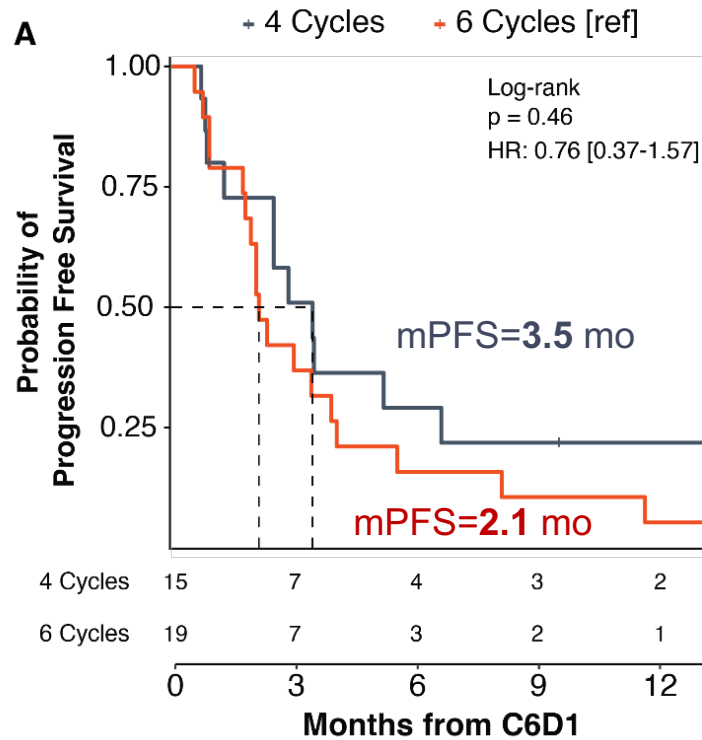 A
4 Cycles 6 Cycles [ref]
Log-rank
p = 0.46
HR: 0.76 [0.37-1.57]
Probability of
Progression Free Survival
1.00
0.75
0.50
0.25
mPFS=3.5 mo
mPFS=2.1 mo
4 Cycles 15 7 4 3 2
6 Cycles 19 7 3 2 1
0 3 6 9 12
Months from C6D1